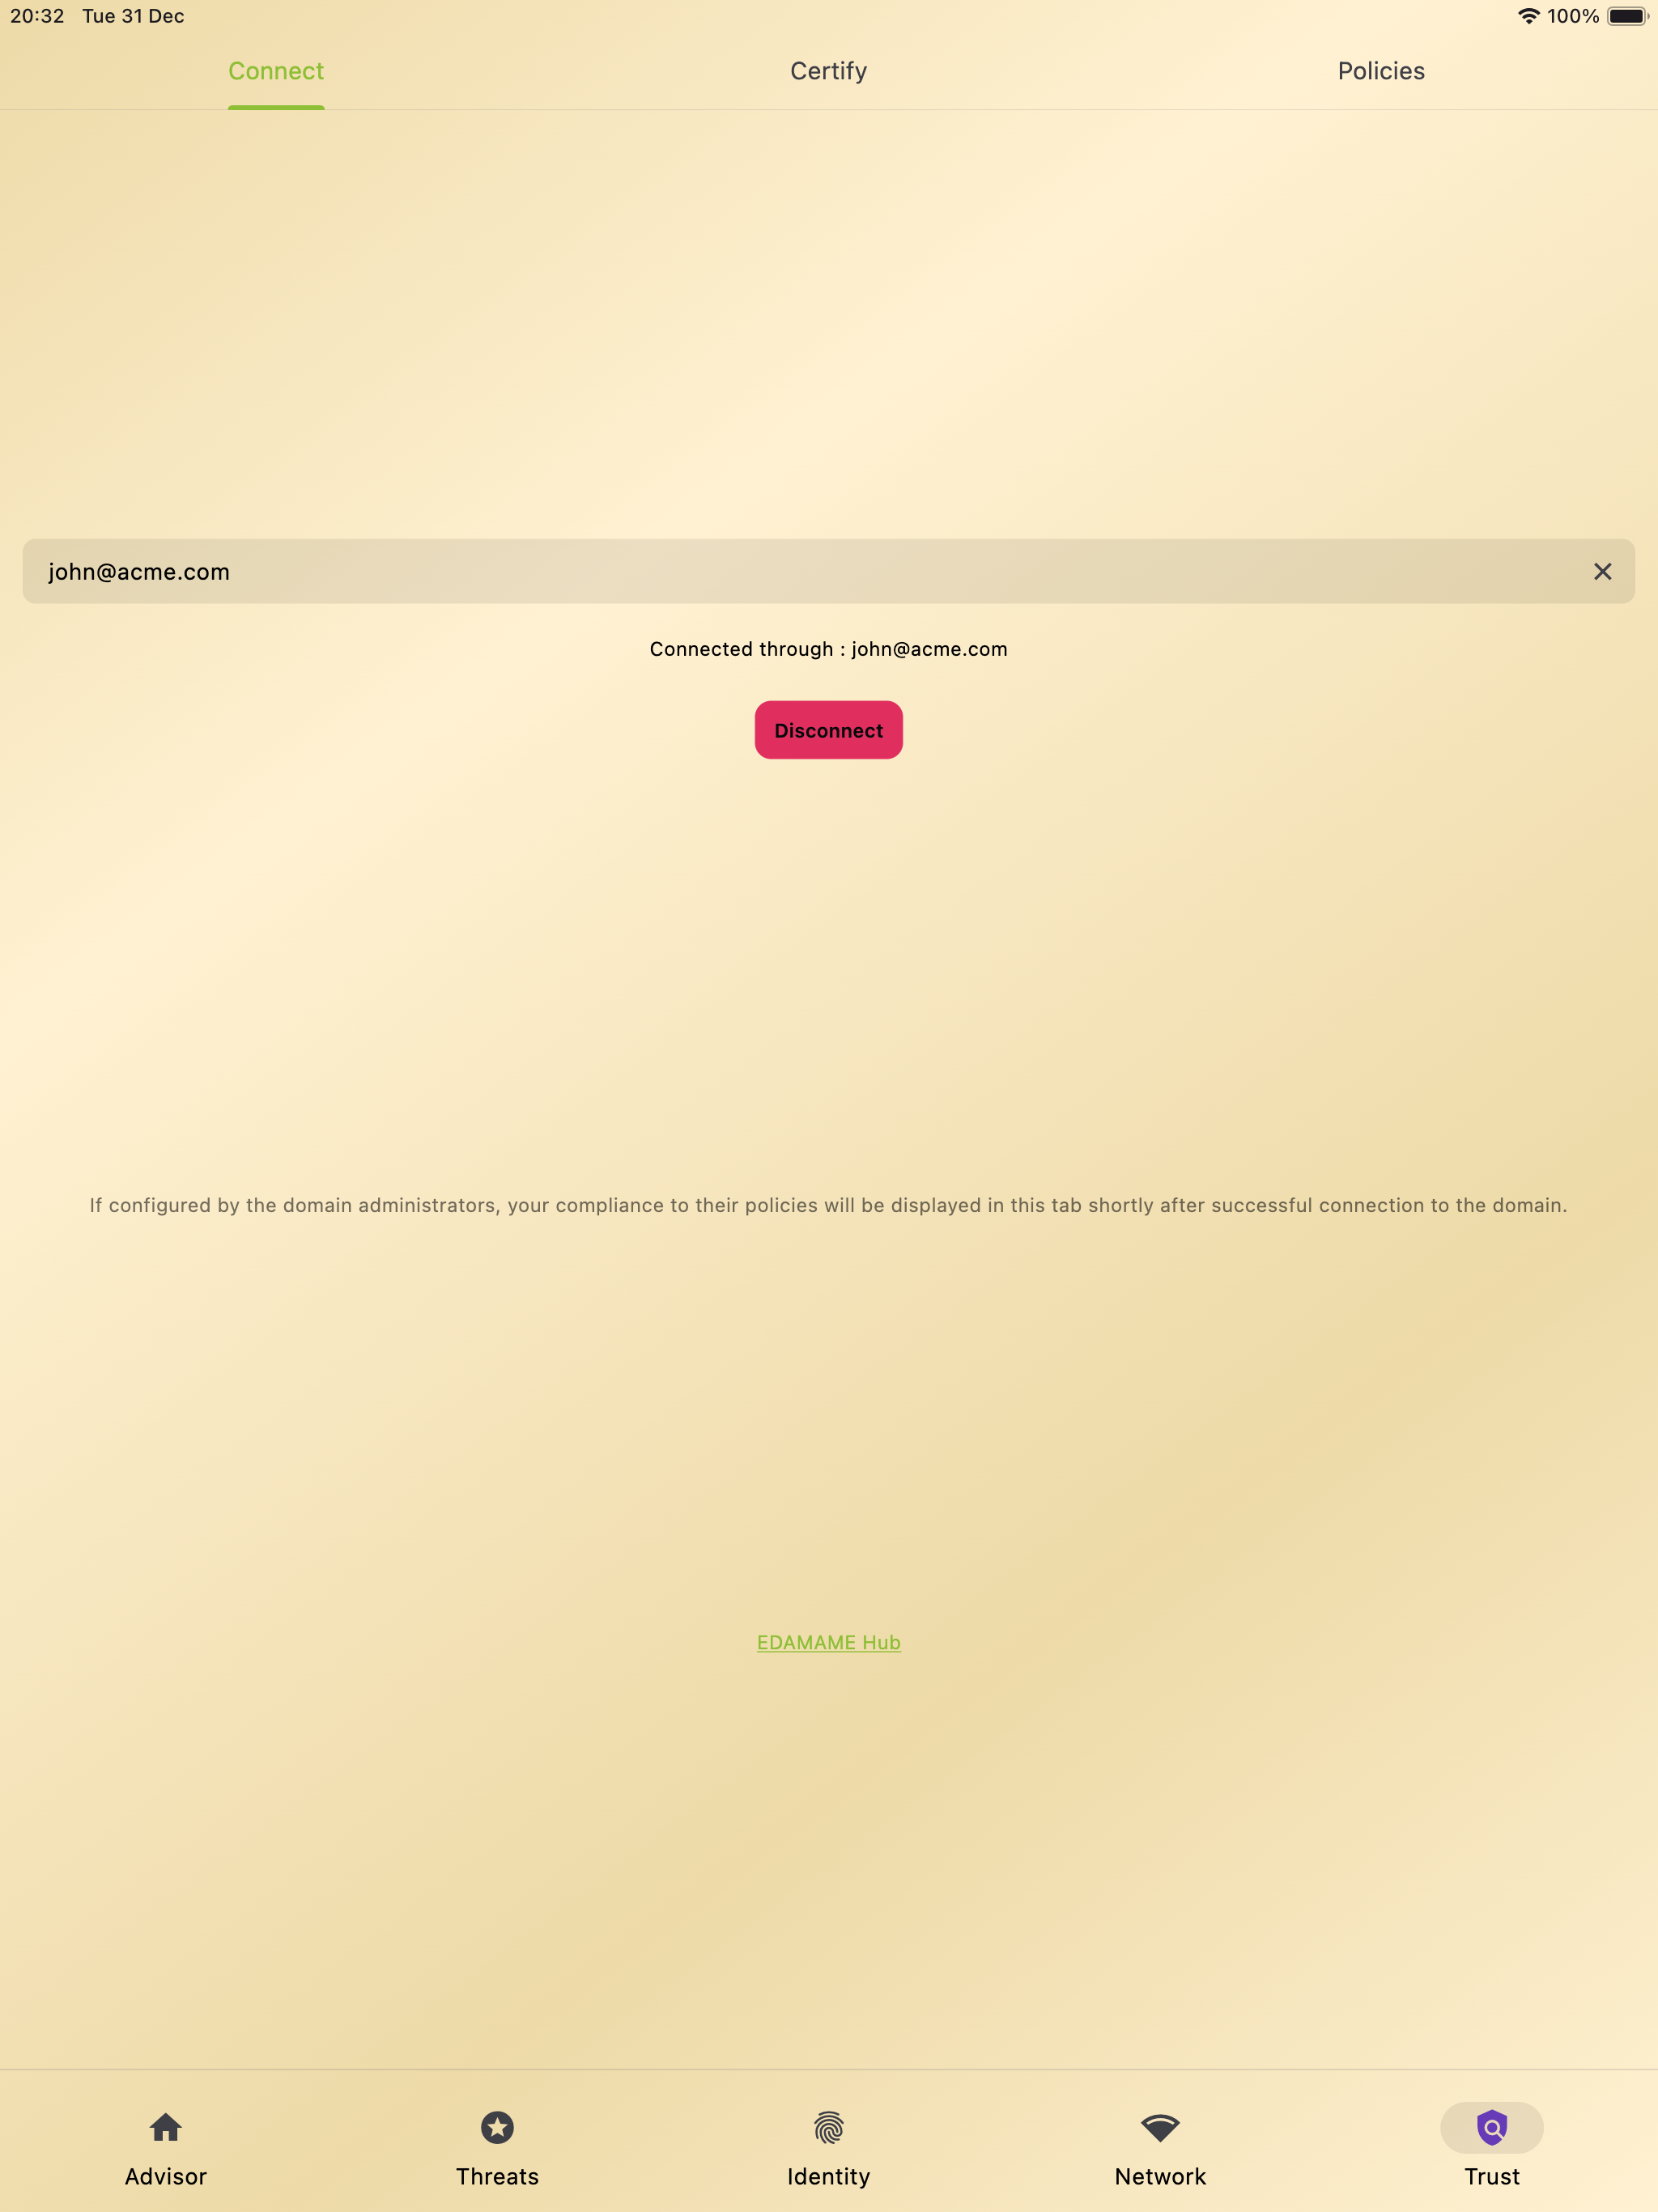 20:32 Tue 31 Dec 100%
Connect Certify Policies
john@acme.com
Connected through : john@acme.com
Disconnect
If configured by the domain administrators, your compliance to their policies will be displayed in this tab shortly after successful connection to the domain.
EDAMAME Hub
Advisor Threats Identity Network Trust